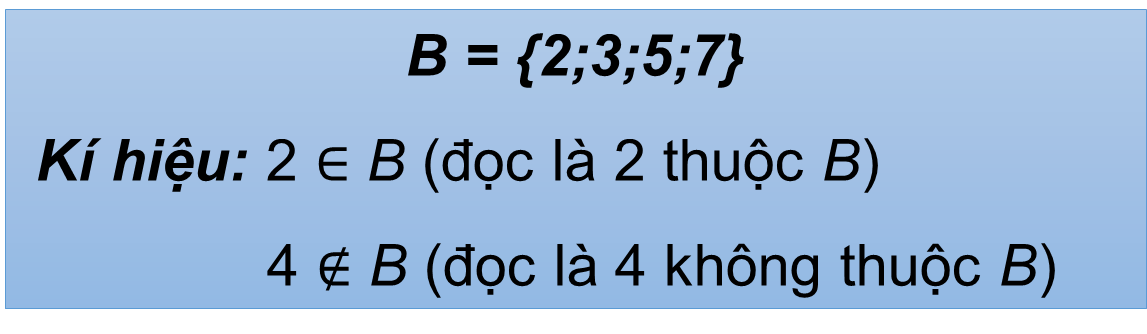 B = {2;3;5;7}
Kí hiệu: 2 ∈ B (đọc là 2 thuộc B)
4 ∉ B (đọc là 4 không thuộc B)